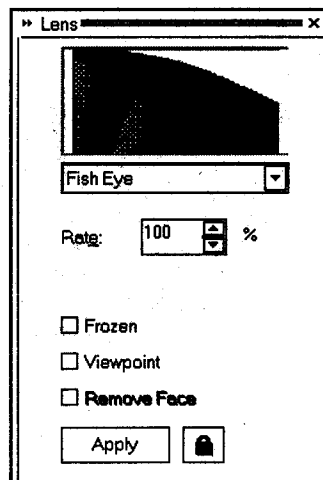 Lens
Fish Eye
Rate: 100 %
Frozen
Viewpoint
Remove Face
Apply